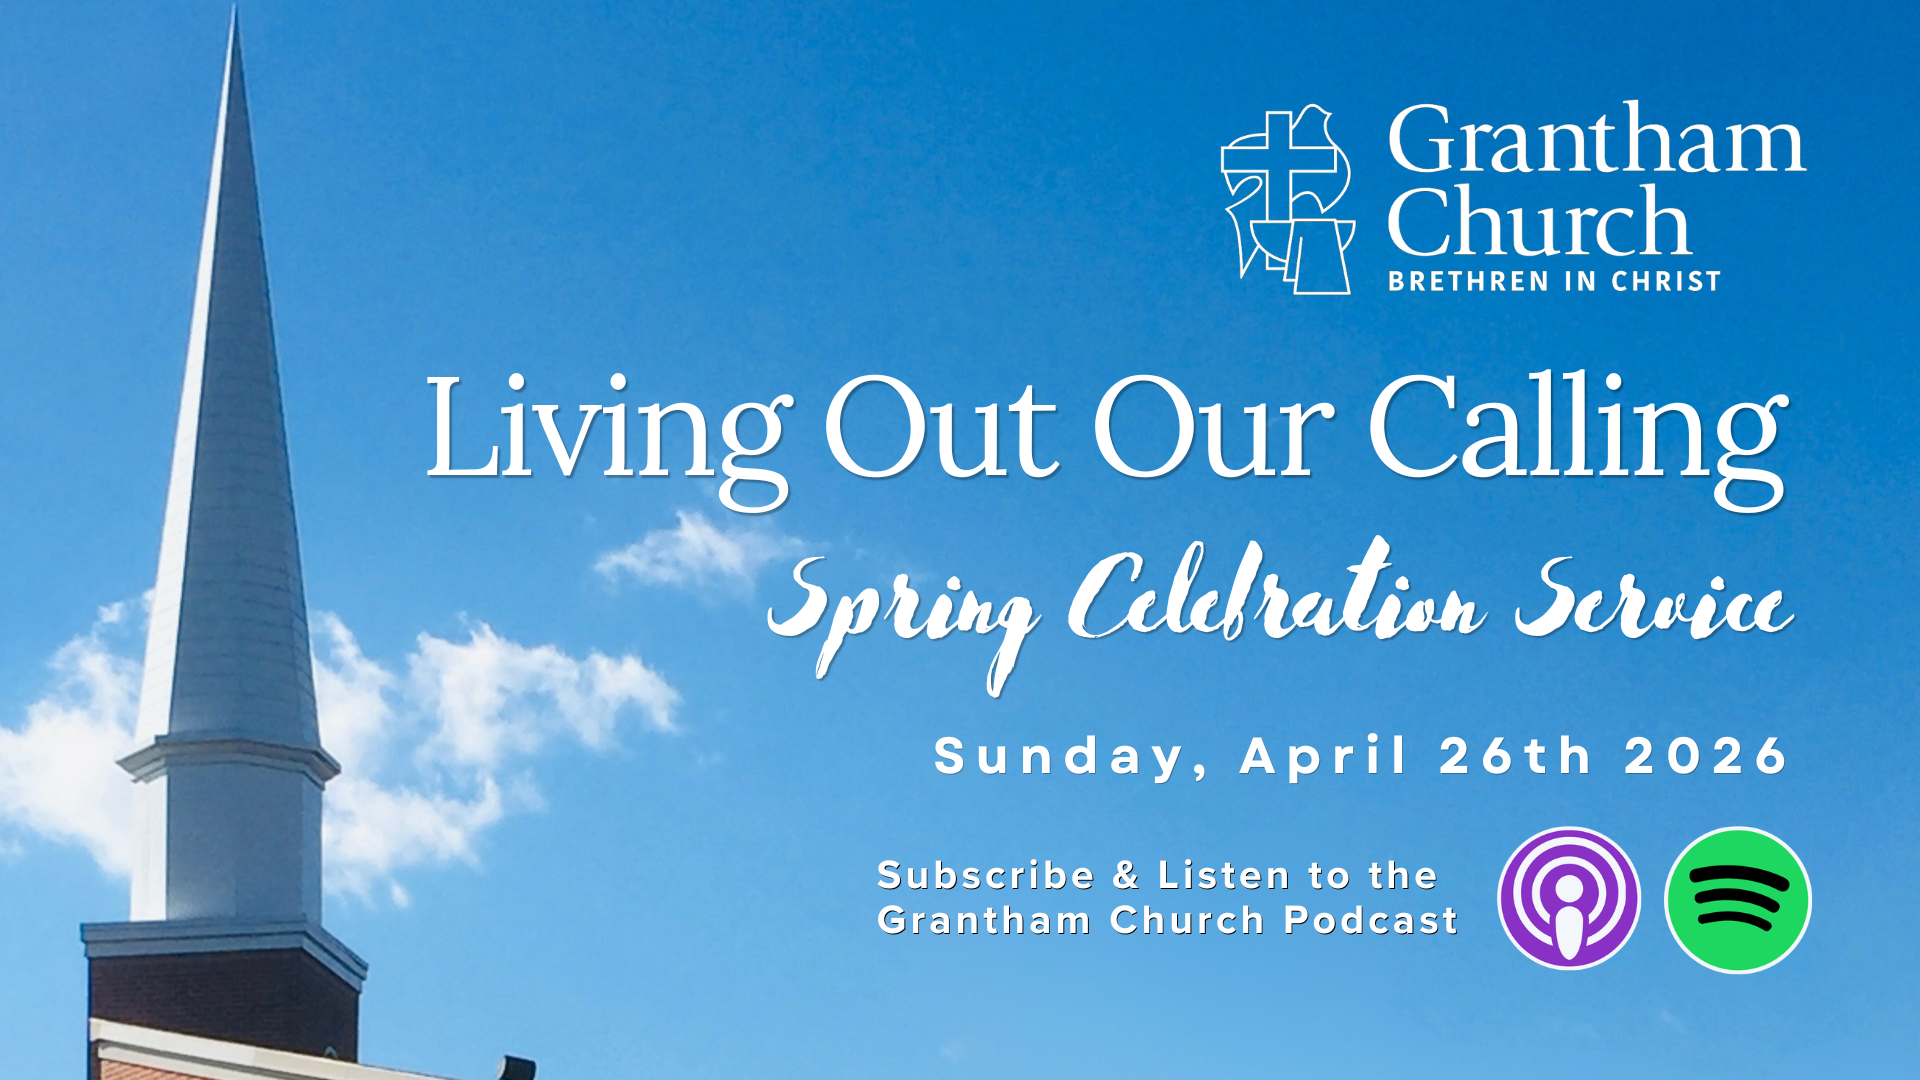 Grantham
Church
BRETHREN IN CHRIST
Living Out Our Calling
Spring Celebration Service
Sunday, April 26th 2026
Subscribe & Listen to the
Grantham Church Podcast